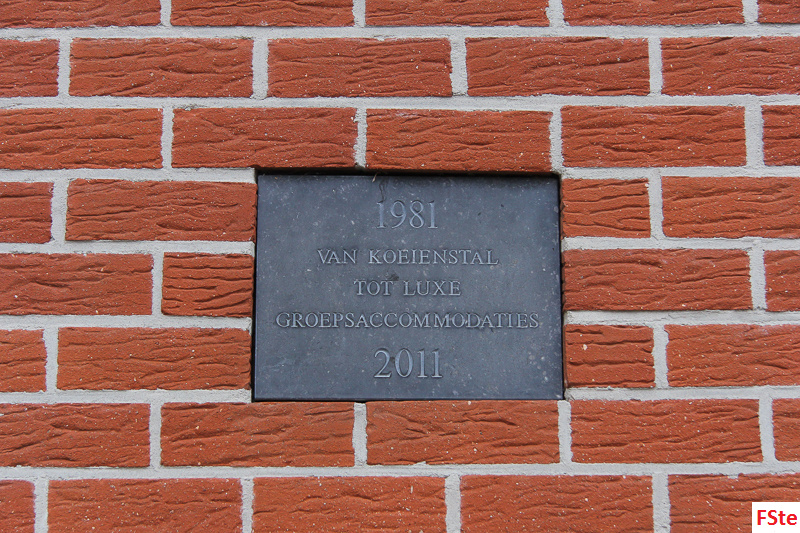 1981
VAN KOEIENSTAL
TOT LUXE
GROEPSACCOMMODATIES
2011
FSte